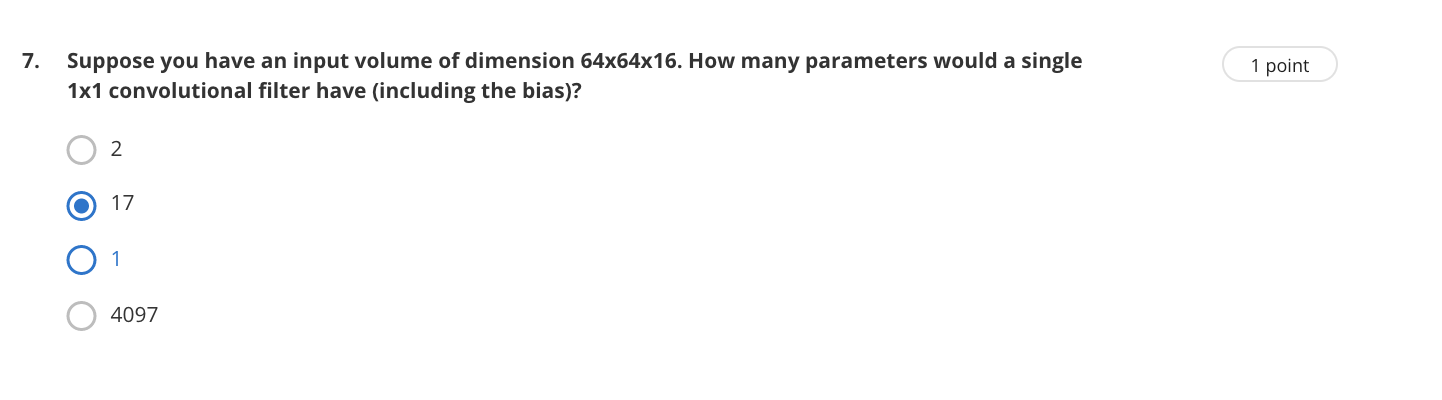 7. Suppose you have an input volume of dimension 64x64x16. How many parameters would a single
1x1 convolutional filter have (including the bias)?
1 point
2
17
1
4097